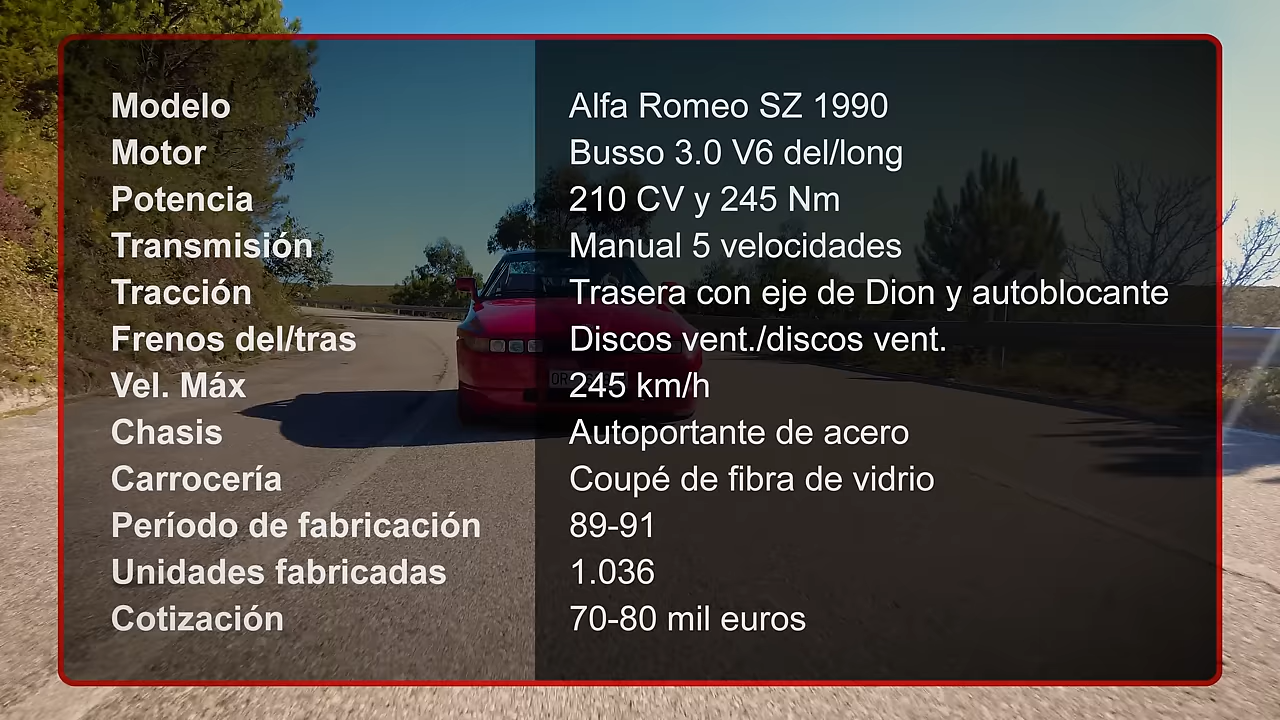 Modelo Alfa Romeo SZ 1990
Motor Busso 3.0 V6 del/long
Potencia 210 CV y 245 Nm
Transmisión Manual 5 velocidades
Tracción Trasera con eje de Dion y autoblocante
Frenos del/tras Discos vent./discos vent.
Vel. Máx 245 km/h
Chasis Autoportante de acero
Carrocería Coupé de fibra de vidrio
Período de fabricación 89-91
Unidades fabricadas 1.036
Cotización 70-80 mil euros